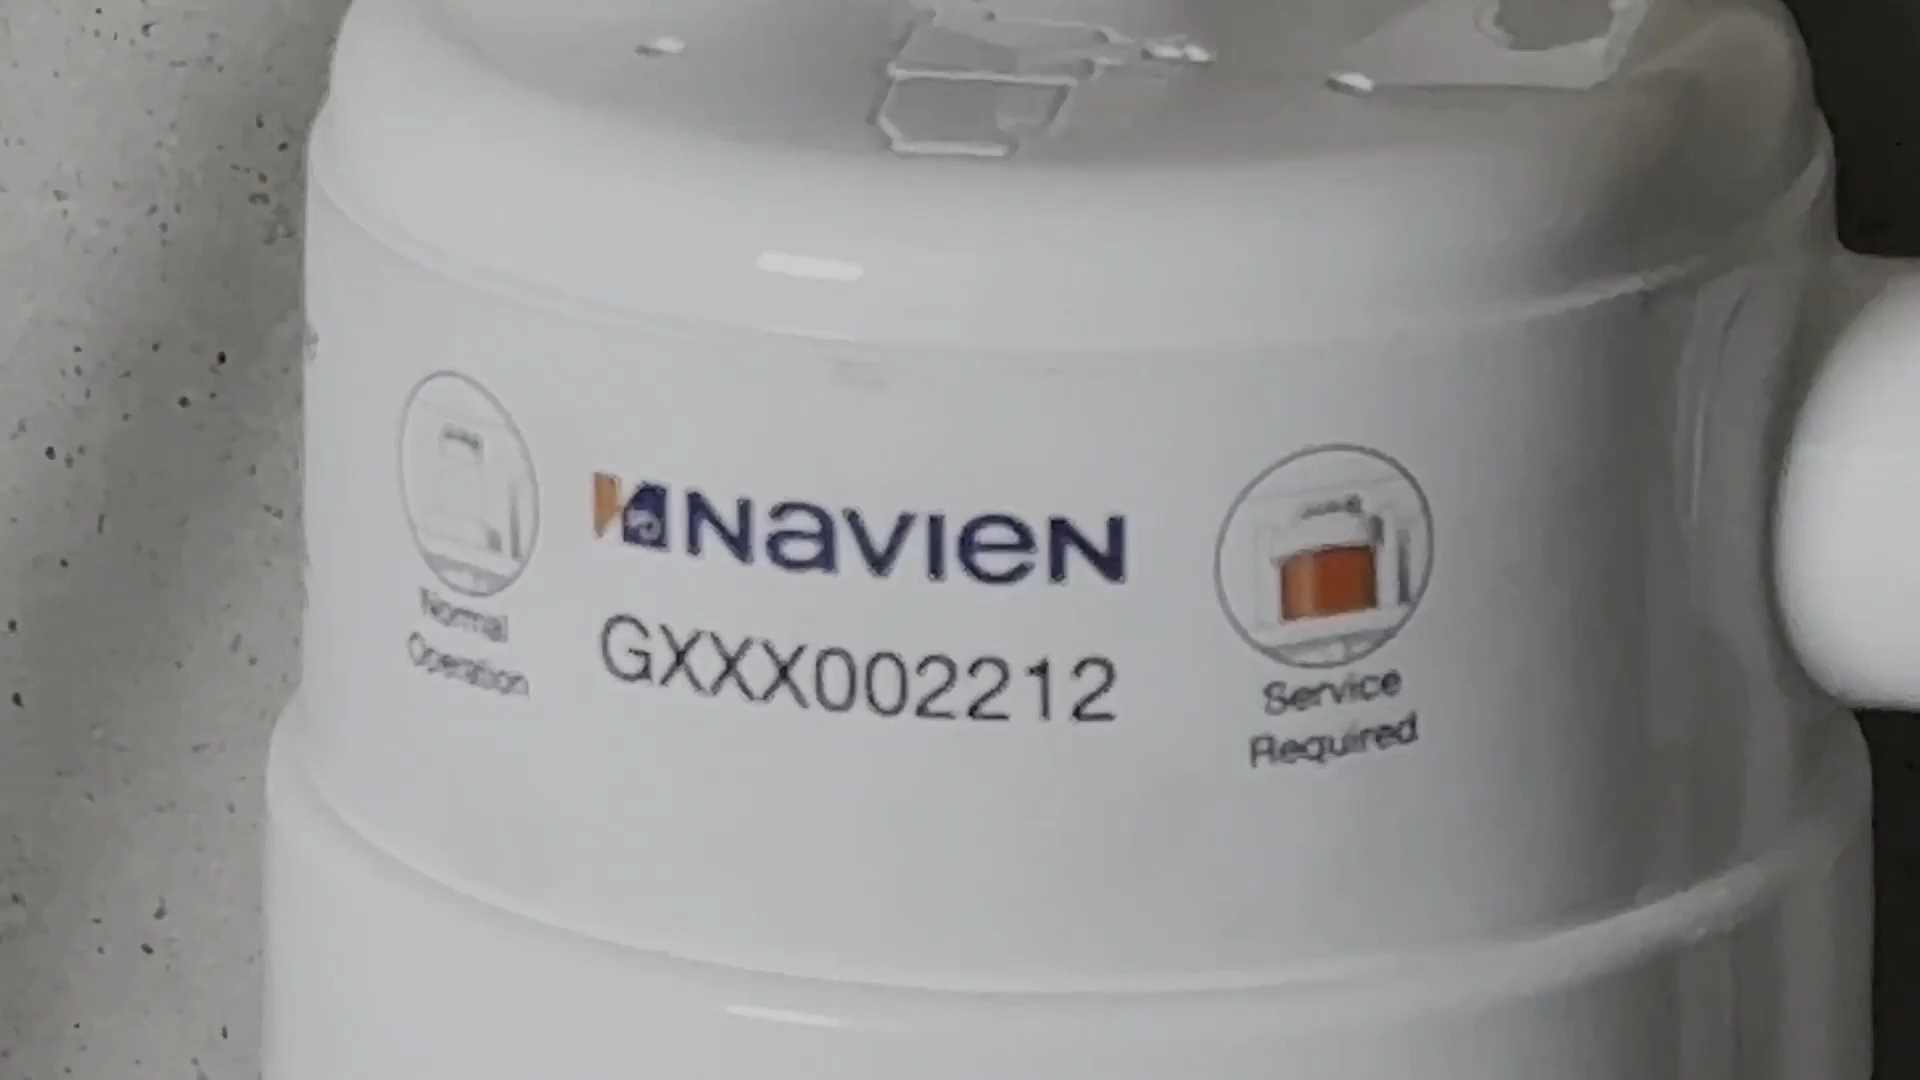 Normal
Operation
NAVIEN
GXXX002212
Service
Required